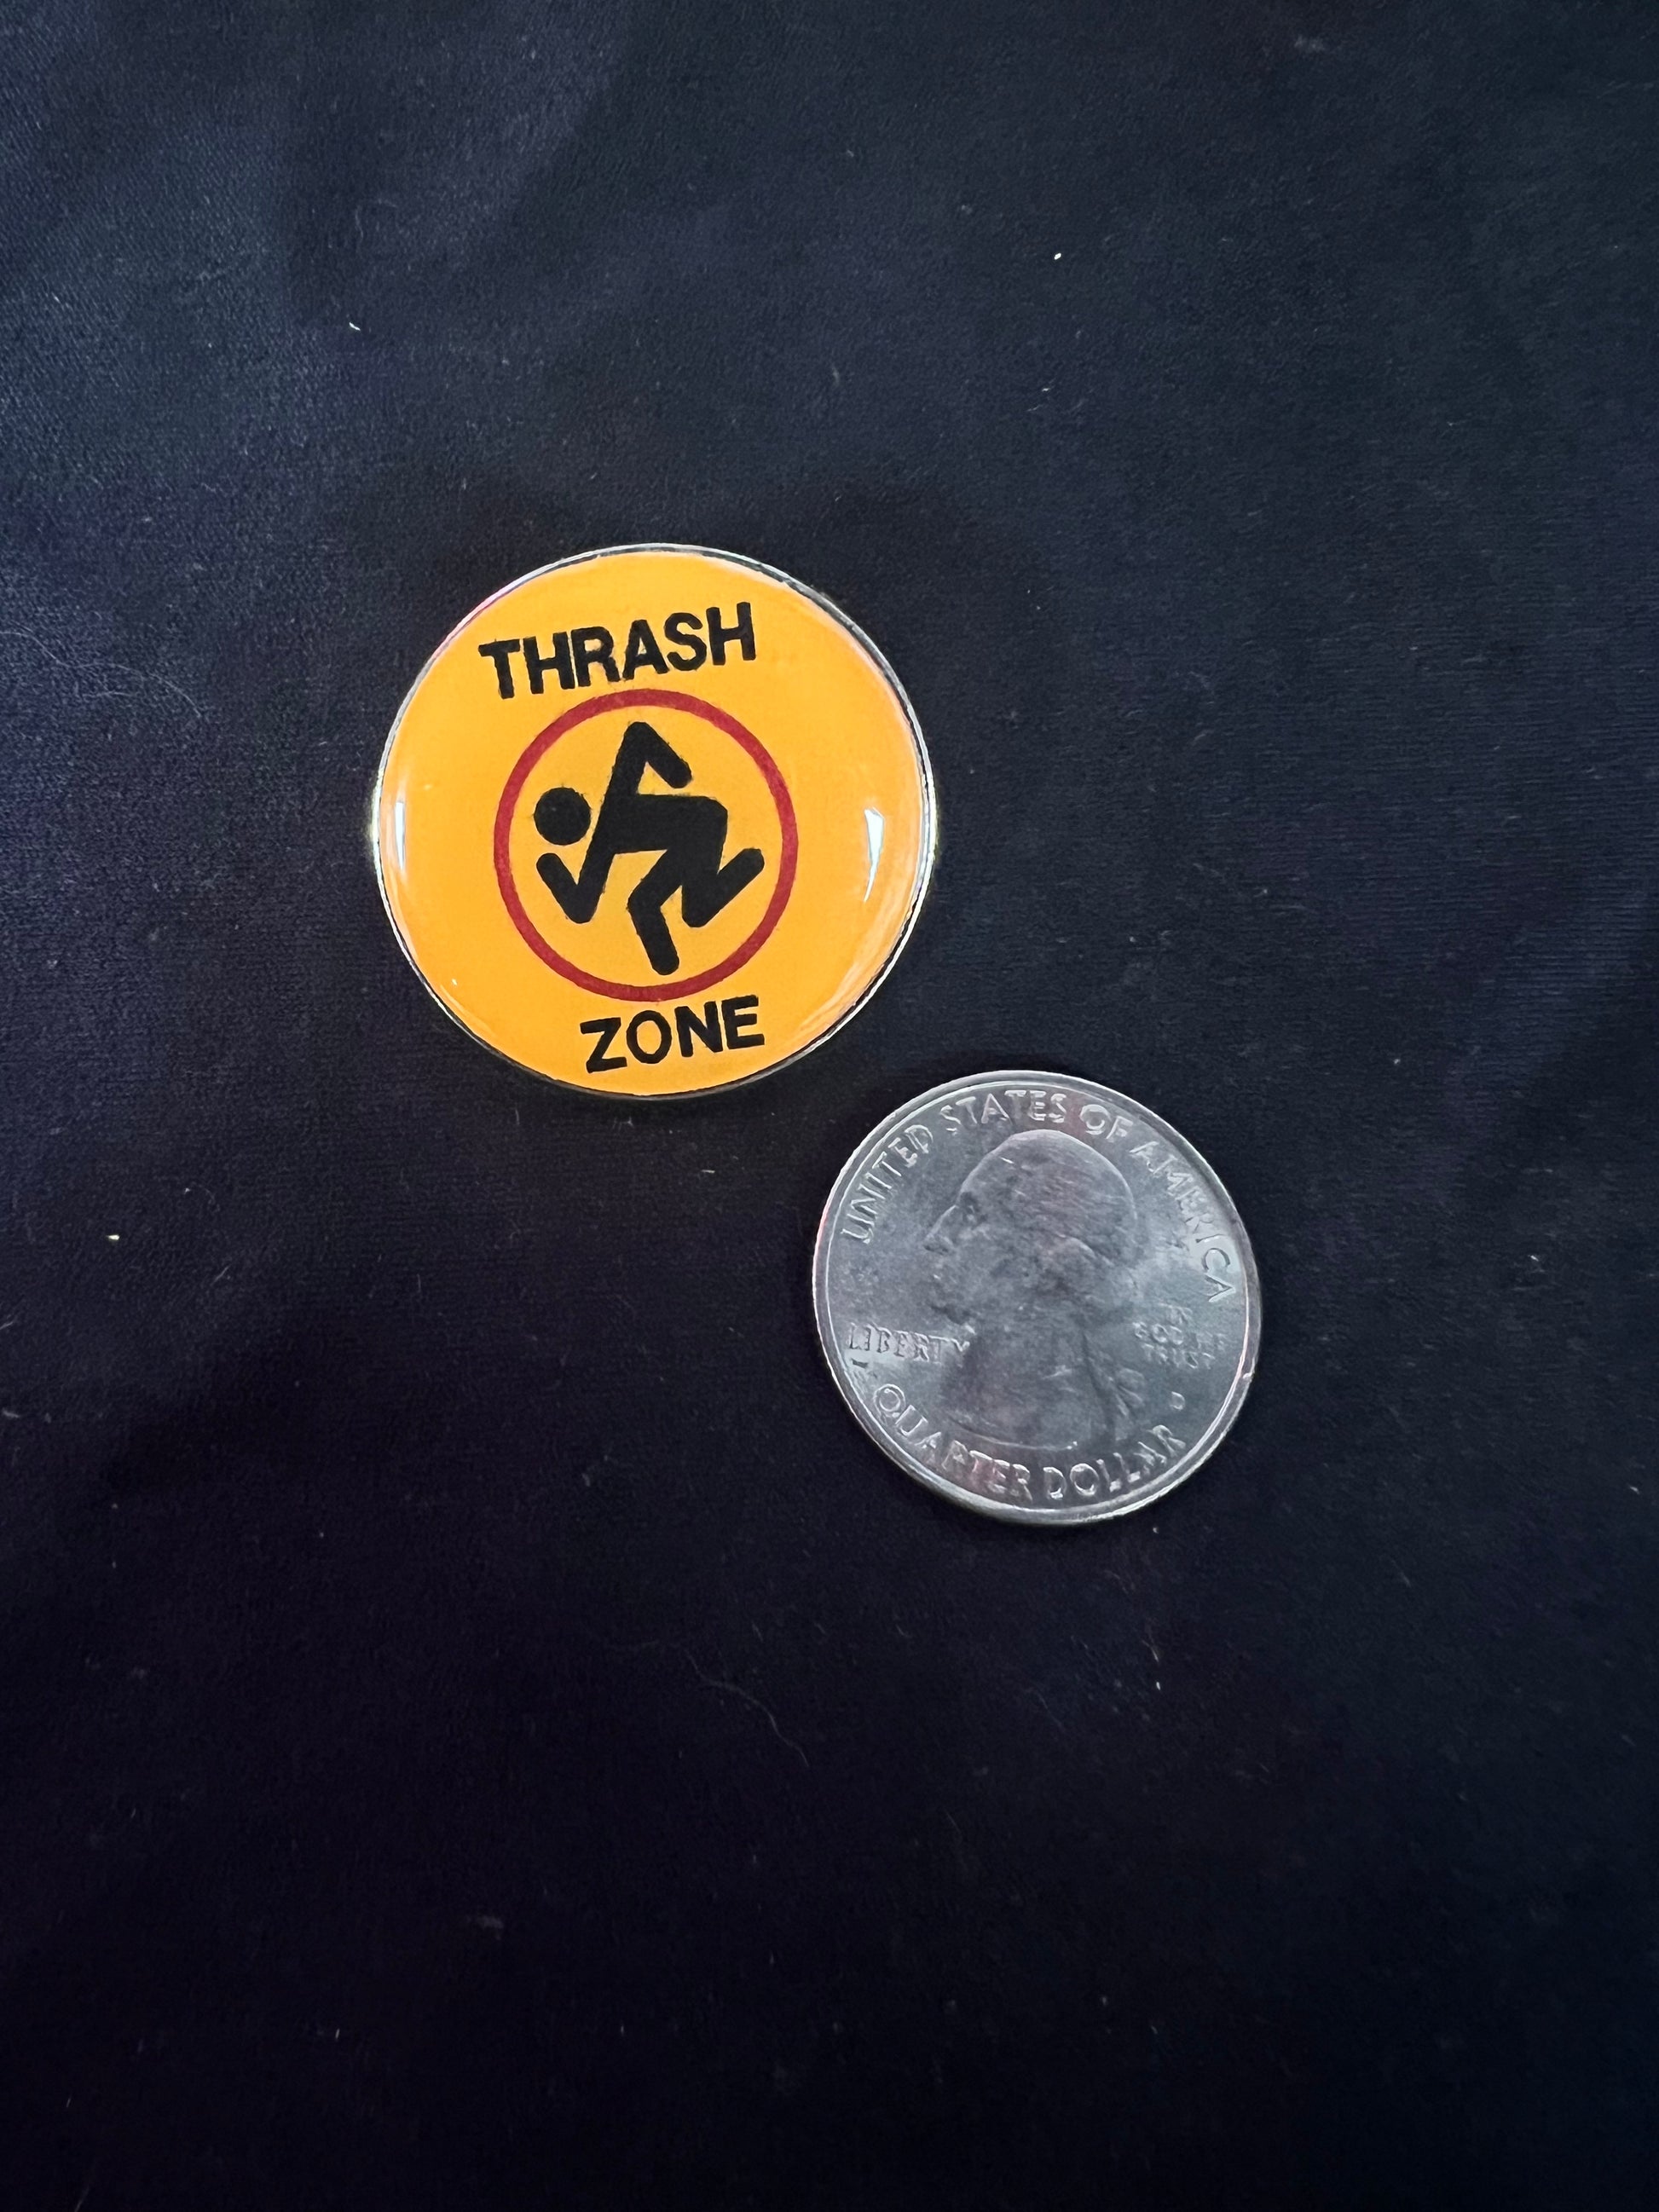 THRASH
ZONE
UNITED STATES OF AMERICA
LIBERTY
IN
GOD WE
TRUST
D
QUARTER DOLLAR